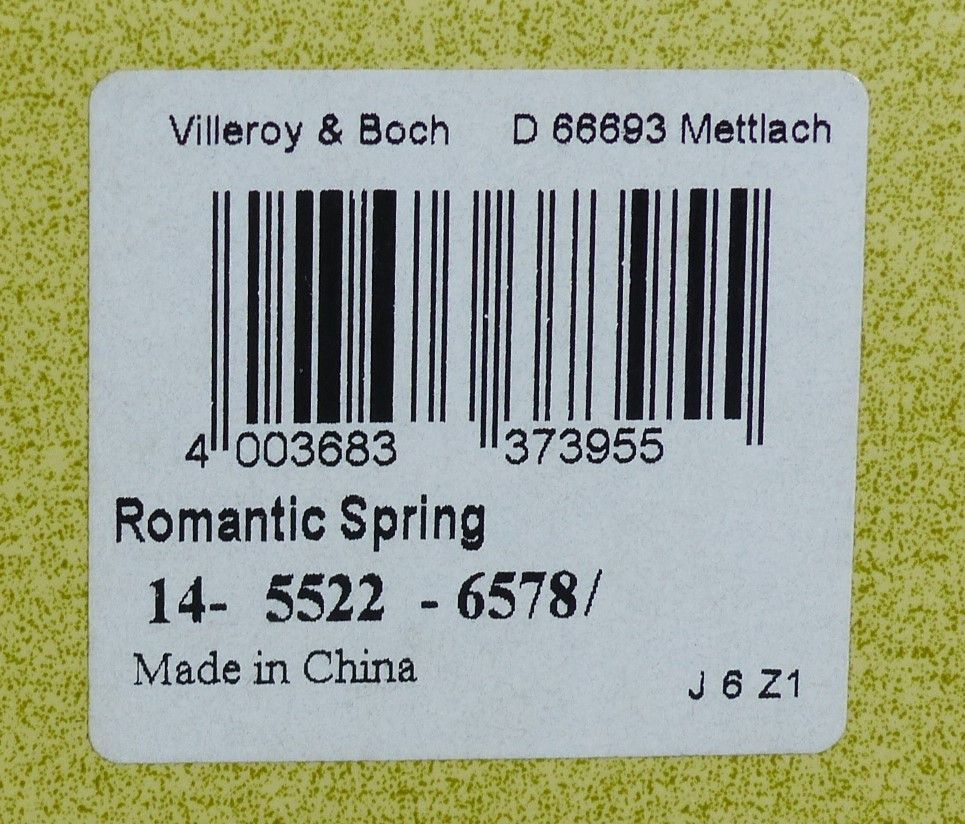 Villeroy & Boch D 66693 Mettlach
4 003683 373955
Romantic Spring
14- 5522 - 6578/
Made in China
J 6 Z1